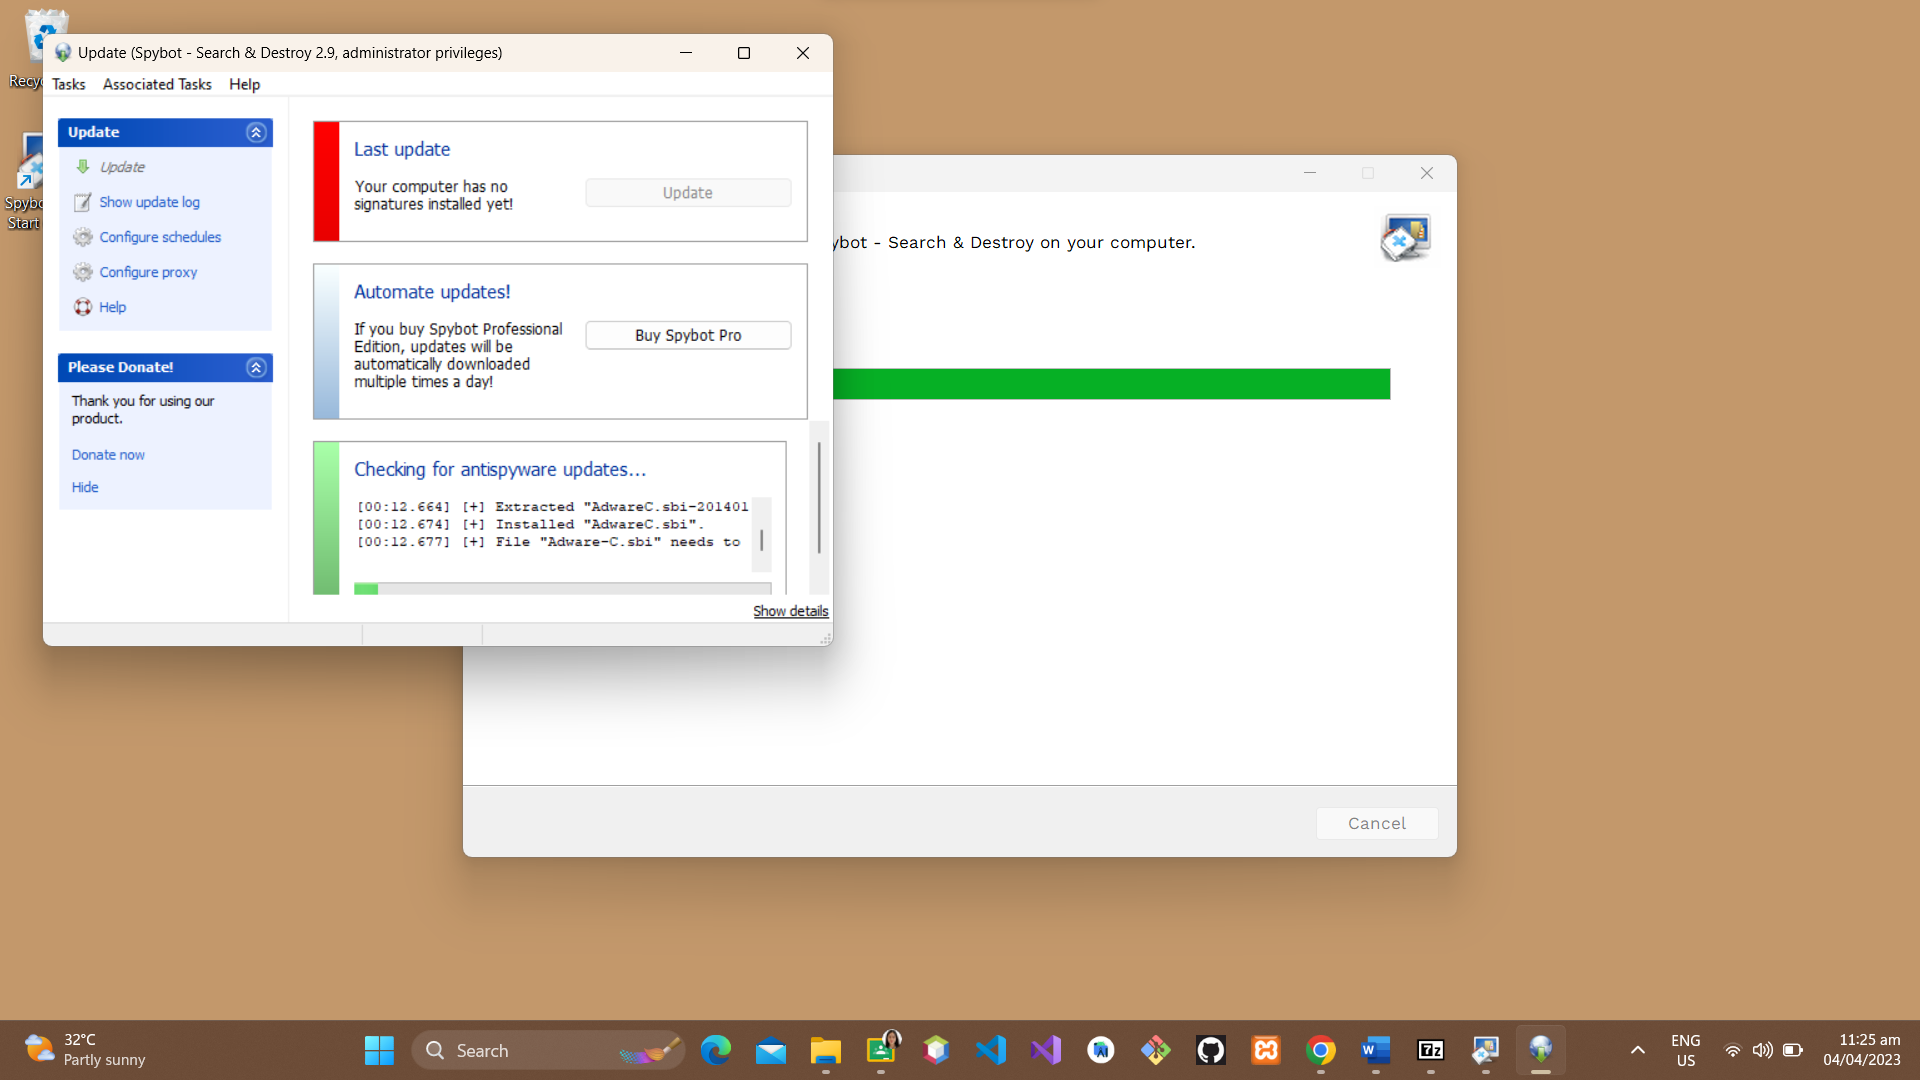 Recy
Spybo
Start
Update (Spybot - Search & Destroy 2.9, administrator privileges)
Tasks Associated Tasks Help
Update
Update
Show update log
Configure schedules
Configure proxy
Help
Please Donate!
Thank you for using our
product.
Donate now
Hide
Last update
Your computer has no
signatures installed yet!
Update
Automate updates!
If you buy Spybot Professional
Edition, updates will be
automatically downloaded
multiple times a day!
Buy Spybot Pro
Checking for antispyware updates...
[00:12.664] [+] Extracted "AdwareC.sbi-201401
[00:12.674] [+] Installed "AdwareC.sbi".
[00:12.677] [+] File "Adware-C.sbi" needs to
Show details
ybot - Search & Destroy on your computer.
Cancel
32°C
Partly sunny
Search
W
7z
ENG
US
11:25 am
04/04/2023